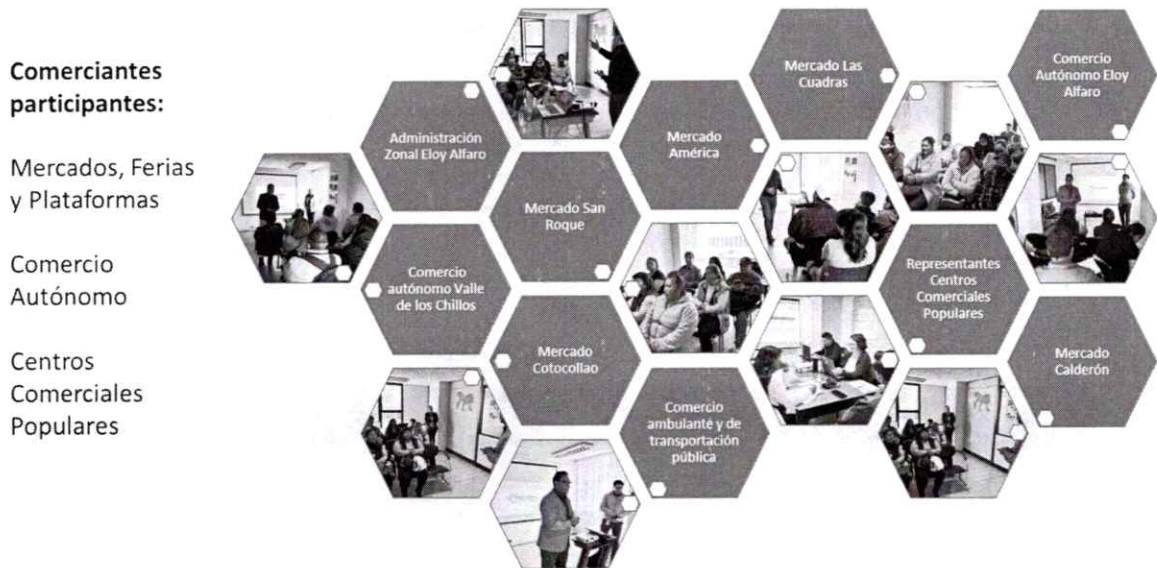 Comerciantes
participantes:
Mercados, Ferias
y Plataformas
Comercio
Autónomo
Centros
Comerciales
Populares
Administración
Zonal Eloy Alfaro
Mercado
América
Mercado Las
Cuadras
Comercio
Autónomo Eloy
Alfaro
Mercado San
Roque
Comercio
autónomo Valle
de los Chillos
Representantes
Centros
Comerciales
Populares
Mercado
Cotocollao
Mercado
Calderón
Comercio
ambulante y de
transportación
pública